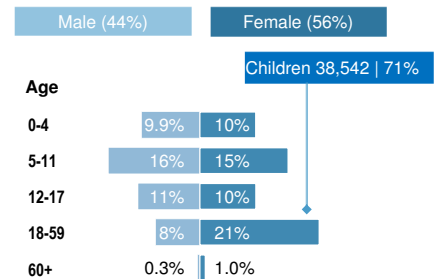 Male (44%) Female (56%)
Children 38,542 | 71%
Age
0-4 9.9% 10%
5-11 16% 15%
12-17 11% 10%
18-59 8% 21%
60+ 0.3% 1.0%